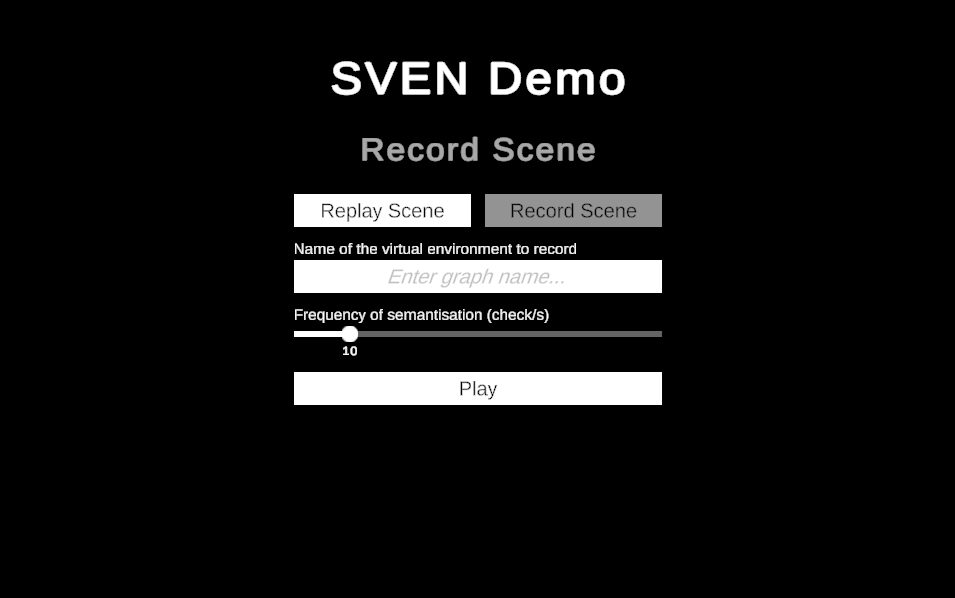 SVEN Demo
Record Scene
Replay Scene Record Scene
Name of the virtual environment to record
Enter graph name...
Frequency of semantisation (check/s)
10
Play